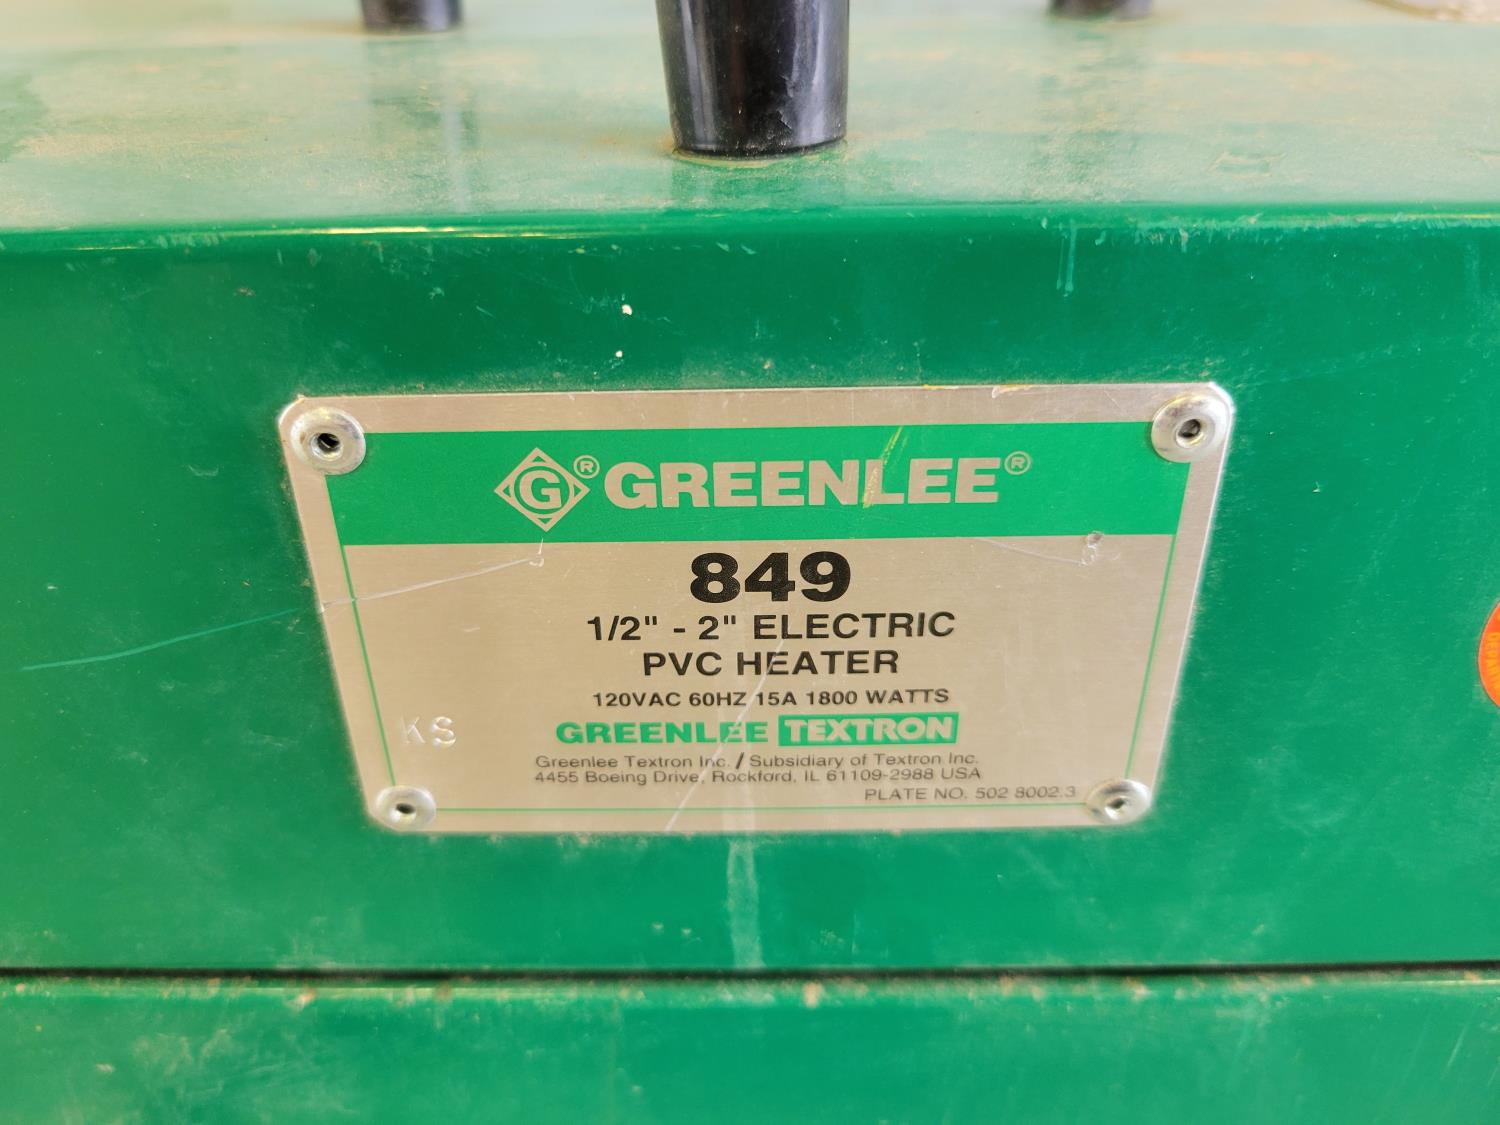 G® GREENLEE®
849
1/2" - 2" ELECTRIC
PVC HEATER
120VAC 60HZ 15A 1800 WATTS
GREENLEE TEXTRON
KS
Greenlee Textron Inc. / Subsidiary of Textron Inc.
4455 Boeing Drive, Rockford, IL 61109-2988 USA
PLATE NO. 502 8002.3